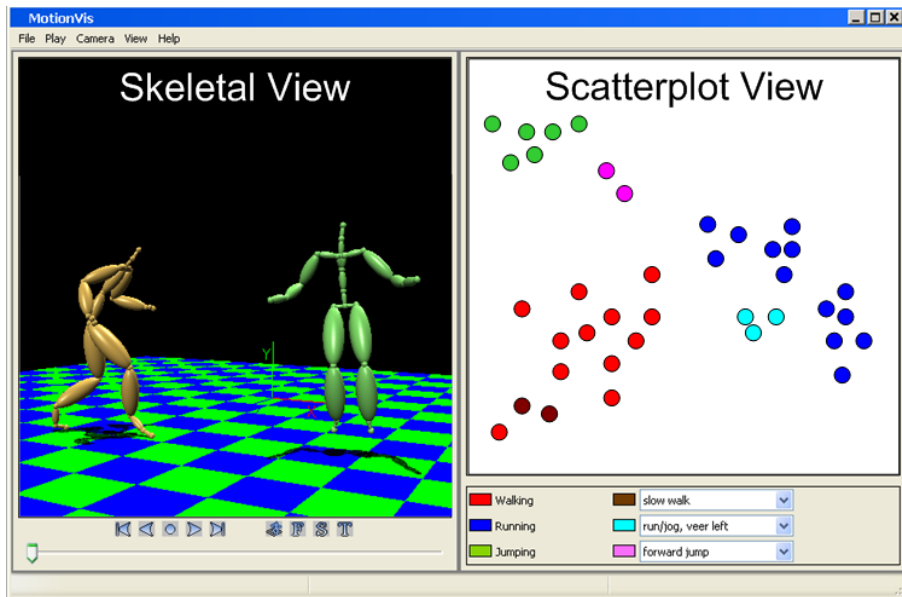 MotionVis
File Play Camera View Help
Skeletal View
Scatterplot View
Y
X
F S T
Walking
slow walk
Running
run/jog, veer left
Jumping
forward jump